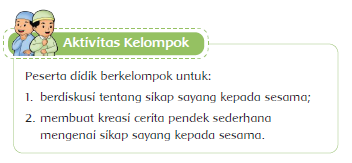 Aktivitas Kelompok
Peserta didik berkelompok untuk:
1. berdiskusi tentang sikap sayang kepada sesama;
2. membuat kreasi cerita pendek sederhana
mengenai sikap sayang kepada sesama.